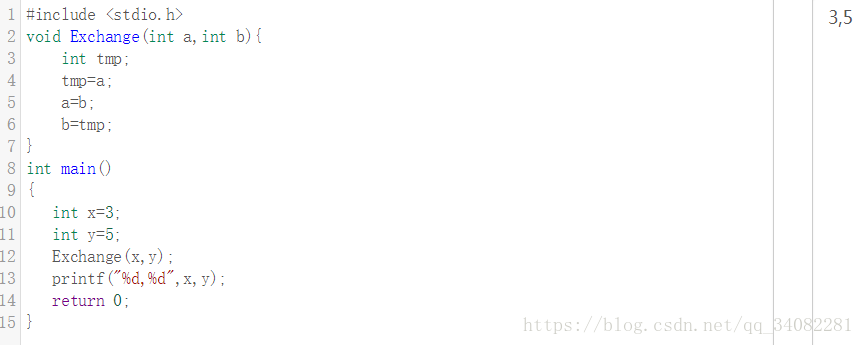 1 #include <stdio.h>
2 void Exchange(int a,int b){
3 int tmp;
4 tmp=a;
5 a=b;
6 b=tmp;
7 }
8 int main()
9 {
10 int x=3;
11 int y=5;
12 Exchange(x,y);
13 printf("%d,%d",x,y);
14 return 0;
15 }
3,5
https://blog.csdn.net/qq_34082281